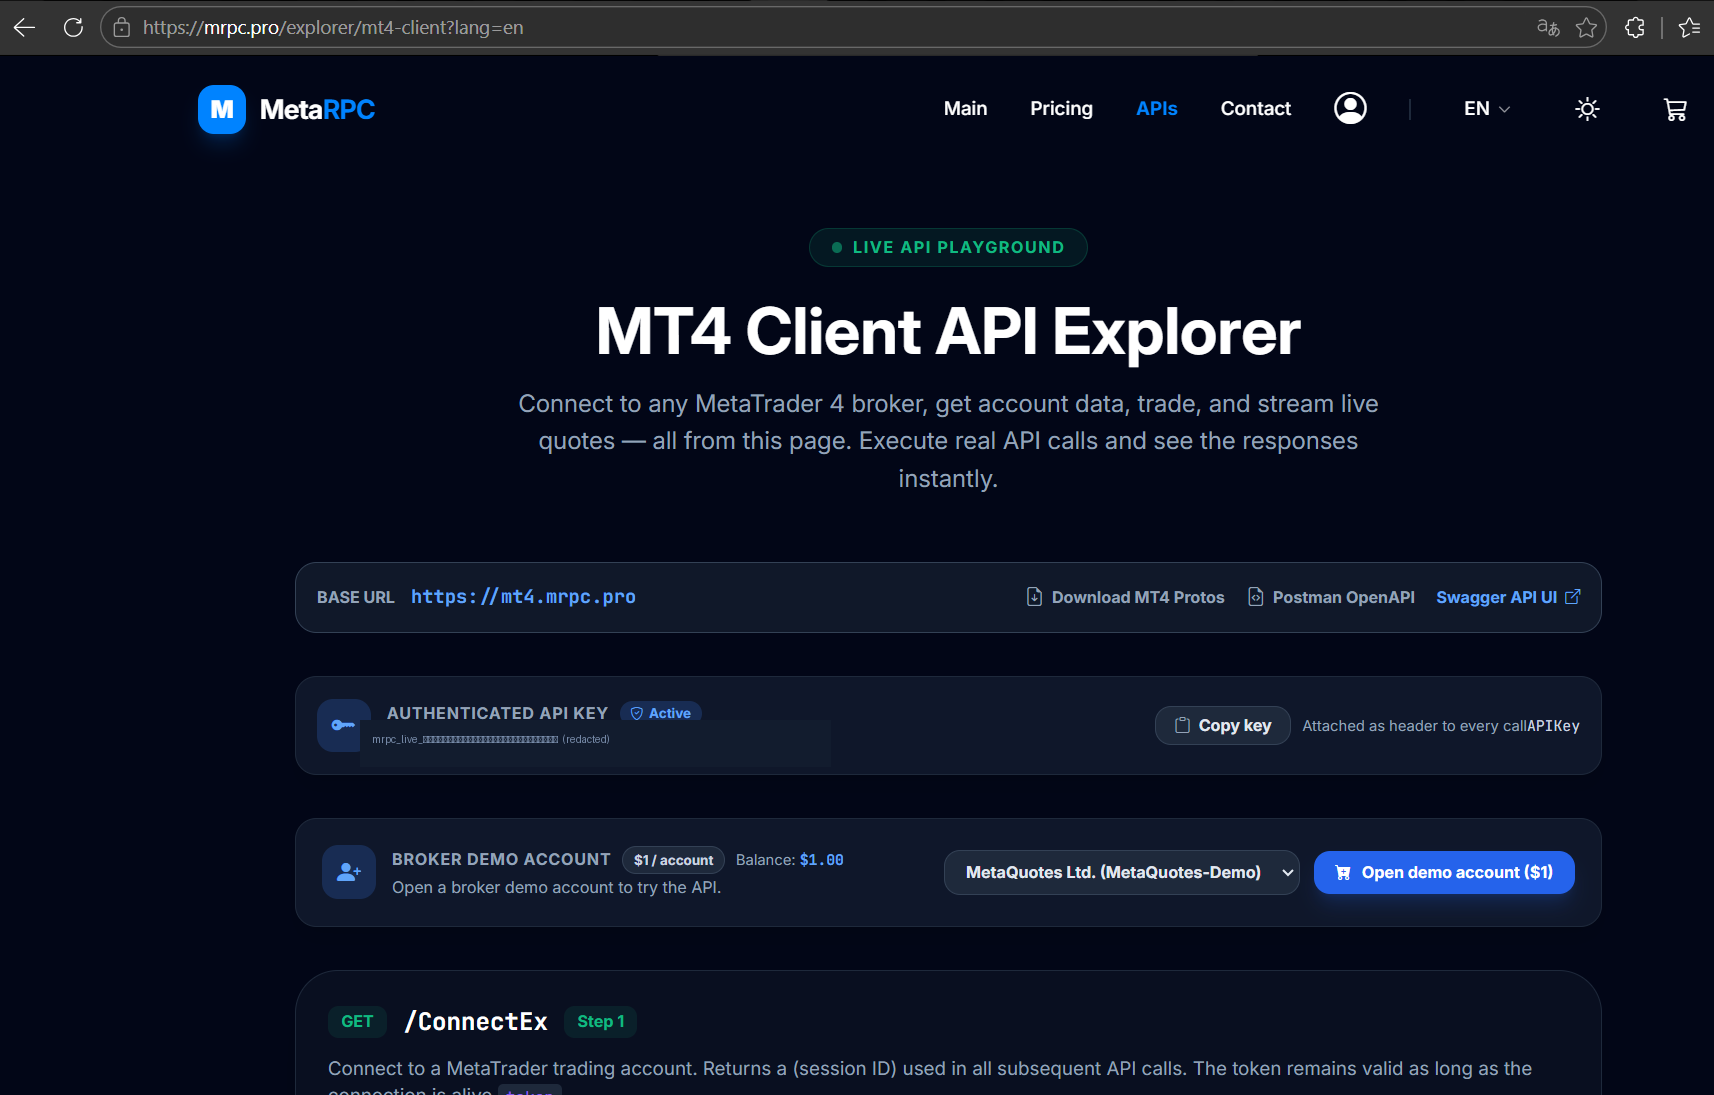 https://mrpc.pro/explorer/mt4-client?lang=en
M MetaRPC
Main Pricing APIs Contact EN
LIVE API PLAYGROUND
MT4 Client API Explorer
Connect to any MetaTrader 4 broker, get account data, trade, and stream live
quotes — all from this page. Execute real API calls and see the responses
instantly.
BASE URL https://mt4.mrpc.pro Download MT4 Protos Postman OpenAPI Swagger API UI
AUTHENTICATED API KEY Active
mrpc_live_ (redacted)
Copy key Attached as header to every callAPIKey
BROKER DEMO ACCOUNT $1 / account Balance: $1.00
Open a broker demo account to try the API.
MetaQuotes Ltd. (MetaQuotes-Demo) Open demo account ($1)
GET /ConnectEx Step 1
Connect to a MetaTrader trading account. Returns a (session ID) used in all subsequent API calls. The token remains valid as long as the
connection is alive token